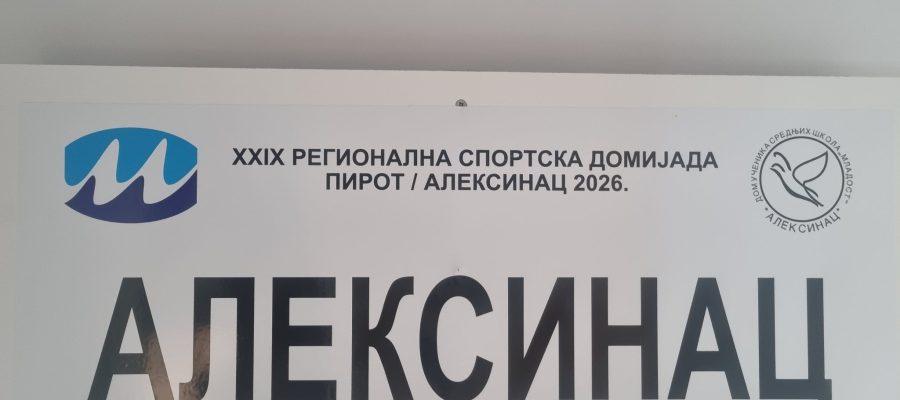 XXIX РЕГИОНАЛНА СПОРТСКА ДОМИЈАДА
ПИРОТ / АЛЕКСИНАЦ 2026.
ДОМ УЧЕНИКА СРЕДЊИХ ШКОЛА „МЛАДОСТ“
* АЛЕКСИНАЦ *
АЛЕКСИНАЦ